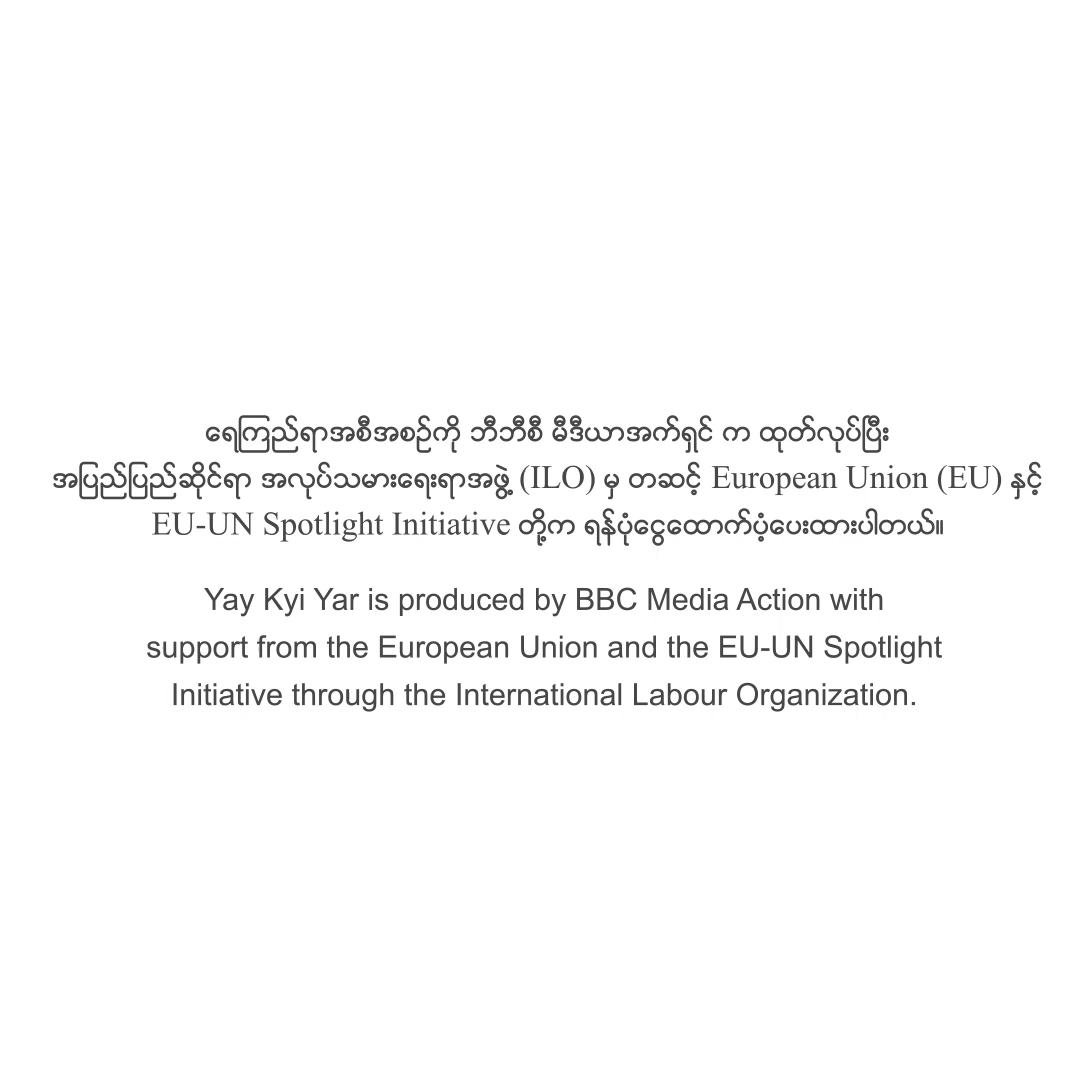 ရေကြည်ရာအစီအစဉ်ကို ဘီဘီစီ မီဒီယာအက်ရှင် က ထုတ်လုပ်ပြီး
အပြည်ပြည်ဆိုင်ရာ အလုပ်သမားရေးရာအဖွဲ့ (ILO) မှ တဆင့် European Union (EU) နှင့်
EU-UN Spotlight Initiative တို့က ရန်ပုံငွေထောက်ပံ့ပေးထားပါတယ်။
Yay Kyi Yar is produced by BBC Media Action with
support from the European Union and the EU-UN Spotlight
Initiative through the International Labour Organization.